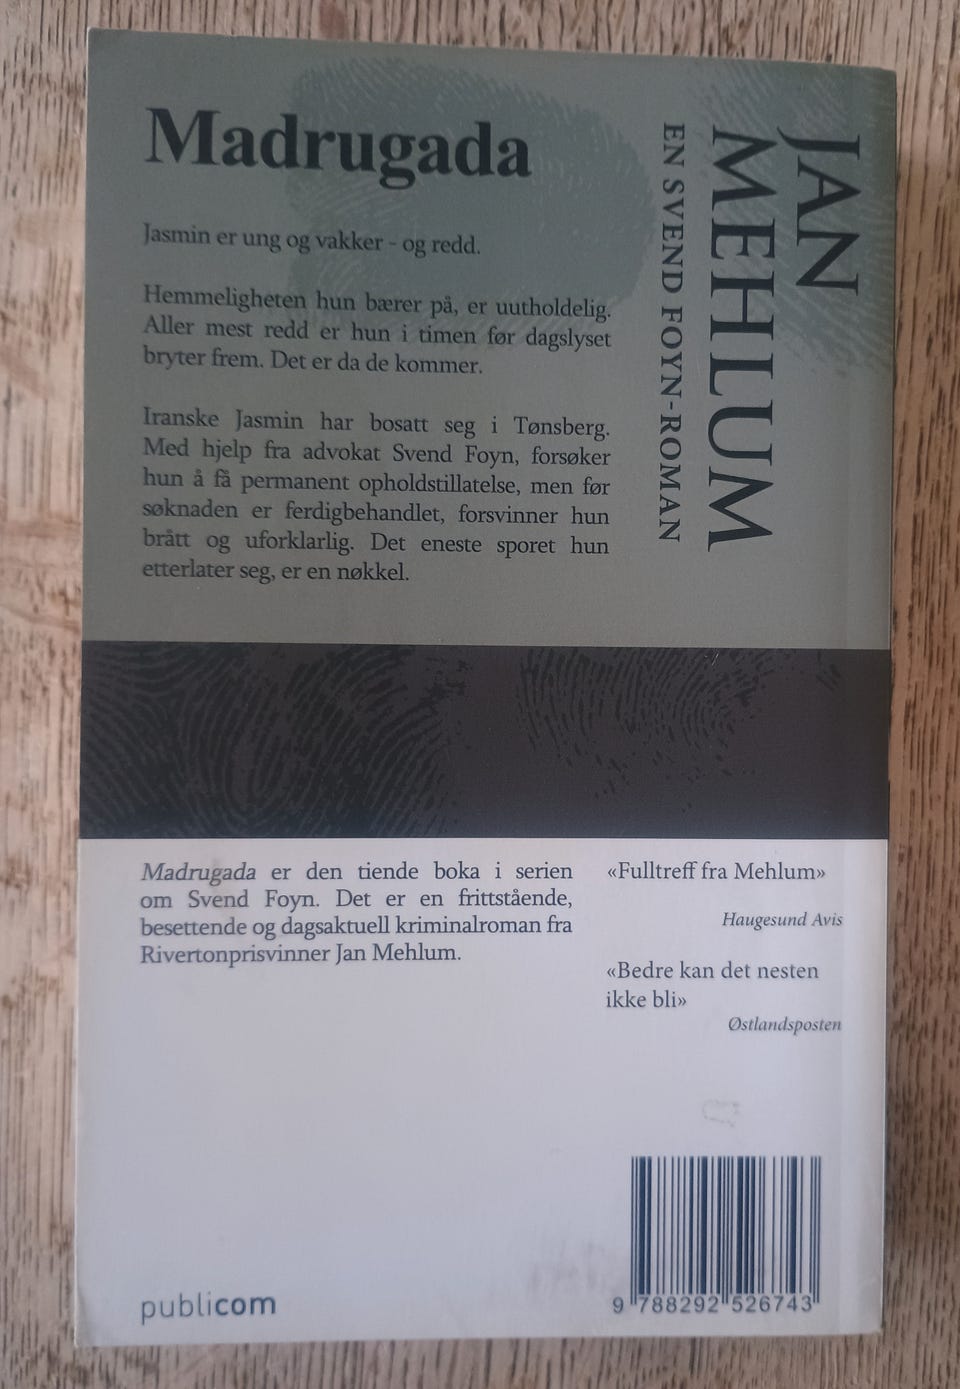 Madrugada
Jasmin er ung og vakker - og redd.
Hemmeligheten hun bærer på, er uutholdelig.
Aller mest redd er hun i timen før dagslyset
bryter frem. Det er da de kommer.
Iranske Jasmin har bosatt seg i Tønsberg.
Med hjelp fra advokat Svend Foyn, forsøker
hun å få permanent opholdstillatelse, men før
søknaden er ferdigbehandlet, forsvinner hun
brått og uforklarlig. Det eneste sporet hun
etterlater seg, er en nøkkel.
JAN
MEHLUM
EN SVEND FOYN-ROMAN
Madrugada er den tiende boka i serien
om Svend Foyn. Det er en frittstående,
besettende og dagsaktuell kriminalroman fra
Rivertonprisvinner Jan Mehlum.
«Fulltreff fra Mehlum»
Haugesund Avis
«Bedre kan det nesten
ikke bli»
Østlandsposten
publicom
9 788292 526743